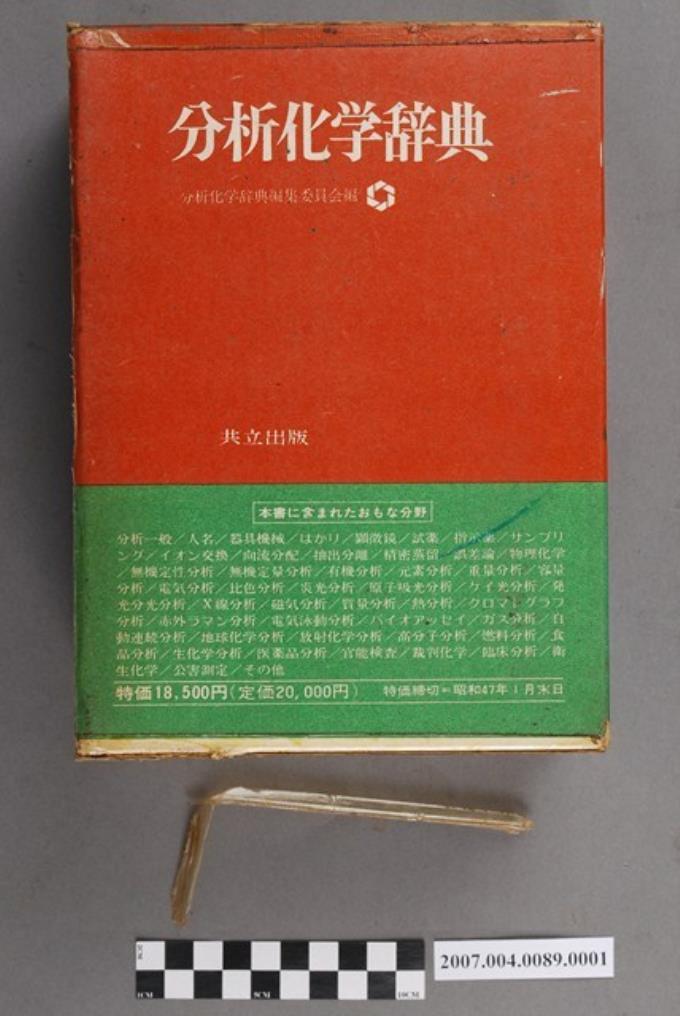 分析化学辞典
分析化学辞典編集委員会編
共立出版
本書に含まれたおもな分野
分析一般／人名／器具機械／はかり／顕微鏡／試薬／指示薬／サンプリ
ング／イオン交換／向流分配／抽出分離／精密蒸留／誤差論／物理化学
／無機定性分析／無機定量分析／有機分析／元素分析／重量分析／容量
分析／電気分析／比色分析／炎光分析／原子吸光分析／ケイ光分析／発
光分光分析／X線分析／磁気分析／質量分析／熱分析／クロマトグラフ
分析／赤外ラマン分析／電気泳動分析／バイオアッセイ／ガス分析／自
動連続分析／地球化学分析／放射化学分析／高分子分析／燃料分析／食
品分析／生化学分析／医薬品分析／官能検査／裁判化学／臨床分析／衛
生化学／公害測定／その他
特価18,500円(定価20,000円) 特価締切＝昭和47年1月末日
2007.004.0089.0001
1CM 5CM 10CM